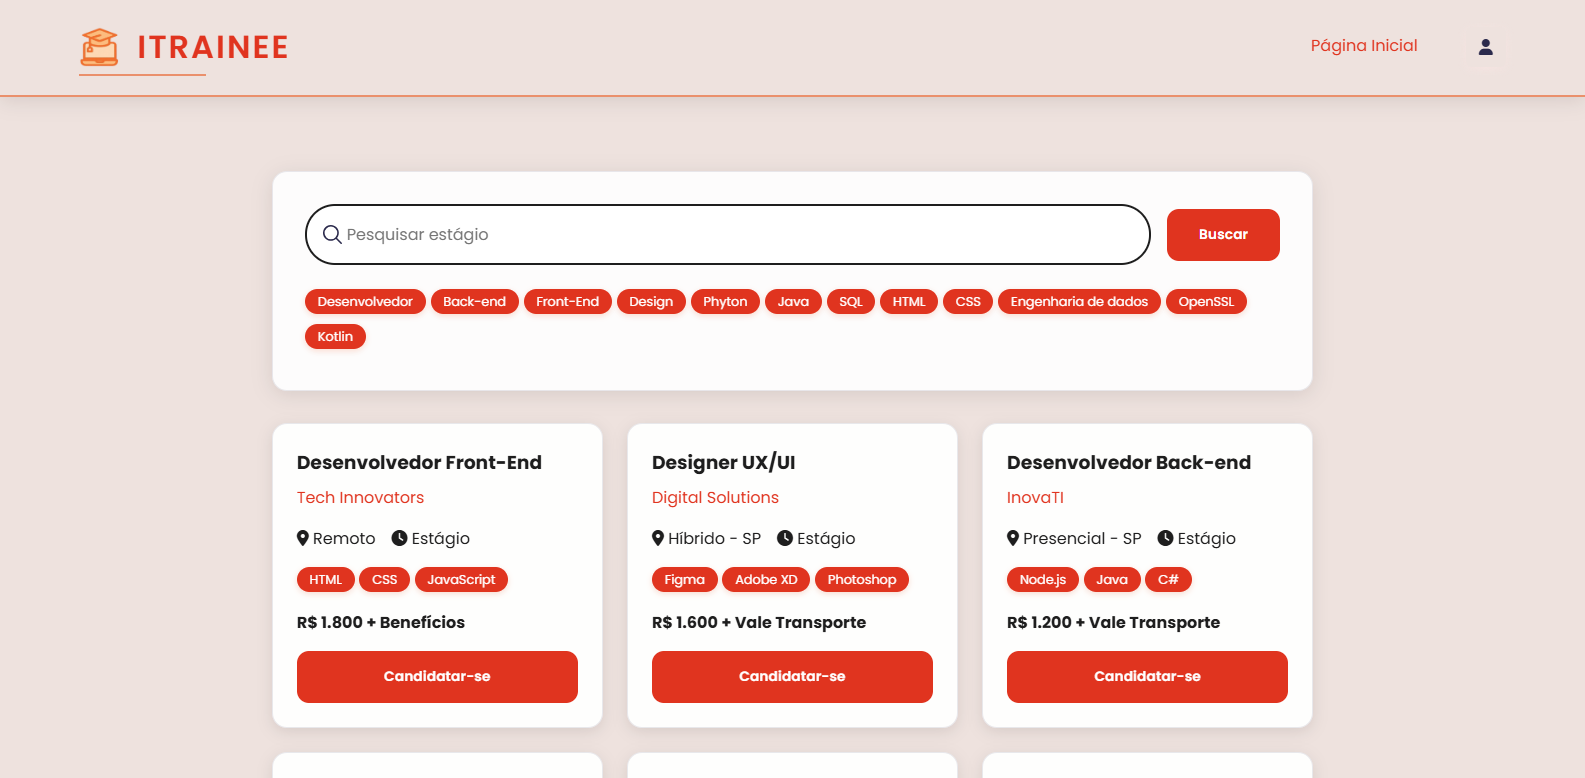 ITRAINEE
Página Inicial
Pesquisar estágio
Buscar
Desenvolvedor Back-end Front-End Design Phyton Java SQL HTML CSS Engenharia de dados OpenSSL
Kotlin
Desenvolvedor Front-End
Tech Innovators
Remoto Estágio
HTML CSS JavaScript
R$ 1.800 + Benefícios
Candidatar-se
Designer UX/UI
Digital Solutions
Híbrido - SP Estágio
Figma Adobe XD Photoshop
R$ 1.600 + Vale Transporte
Candidatar-se
Desenvolvedor Back-end
InovaTI
Presencial - SP Estágio
Node.js Java C#
R$ 1.200 + Vale Transporte
Candidatar-se